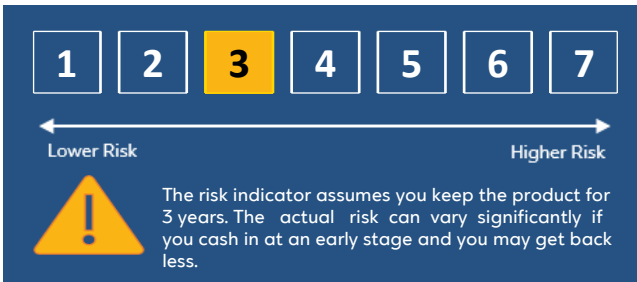 1 2 3 4 5 6 7
Lower Risk Higher Risk
The risk indicator assumes you keep the product for
3 years. The actual risk can vary significantly if
you cash in at an early stage and you may get back
less.